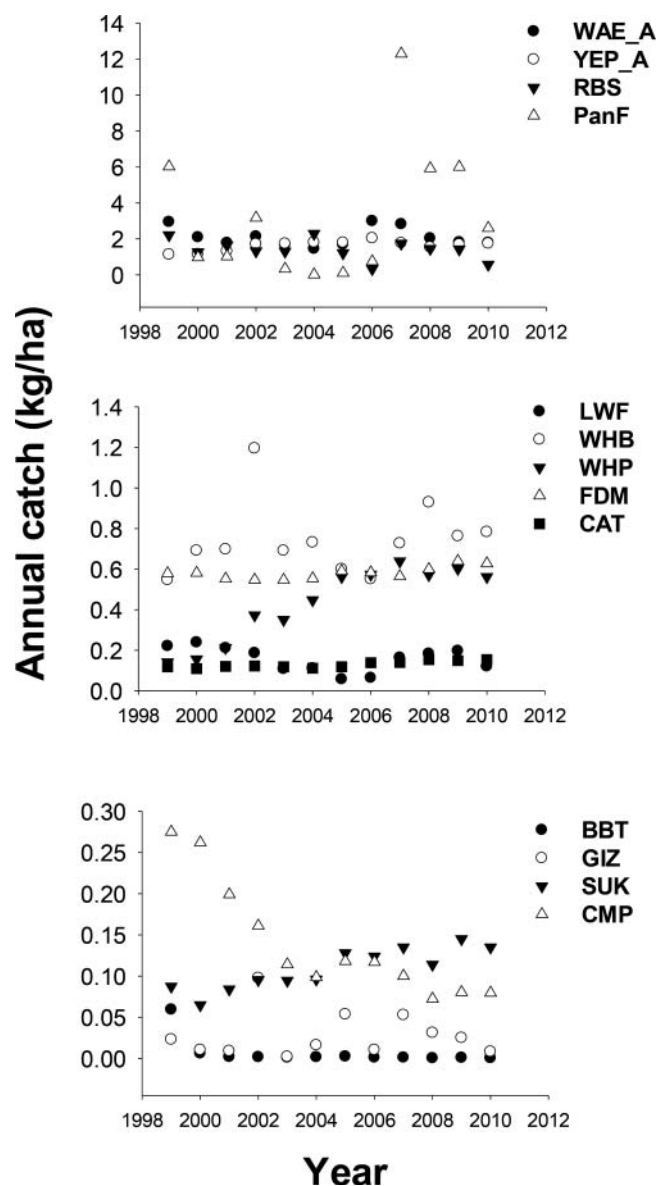 14
12
10
8
6
4
2
0
1998 2000 2002 2004 2006 2008 2010 2012
WAE_A
YEP_A
RBS
PanF
Annual catch (kg/ha)
1.4
1.2
1.0
0.8
0.6
0.4
0.2
0.0
1998 2000 2002 2004 2006 2008 2010 2012
LWF
WHB
WHP
FDM
CAT
0.30
0.25
0.20
0.15
0.10
0.05
0.00
1998 2000 2002 2004 2006 2008 2010 2012
BBT
GIZ
SUK
CMP
Year